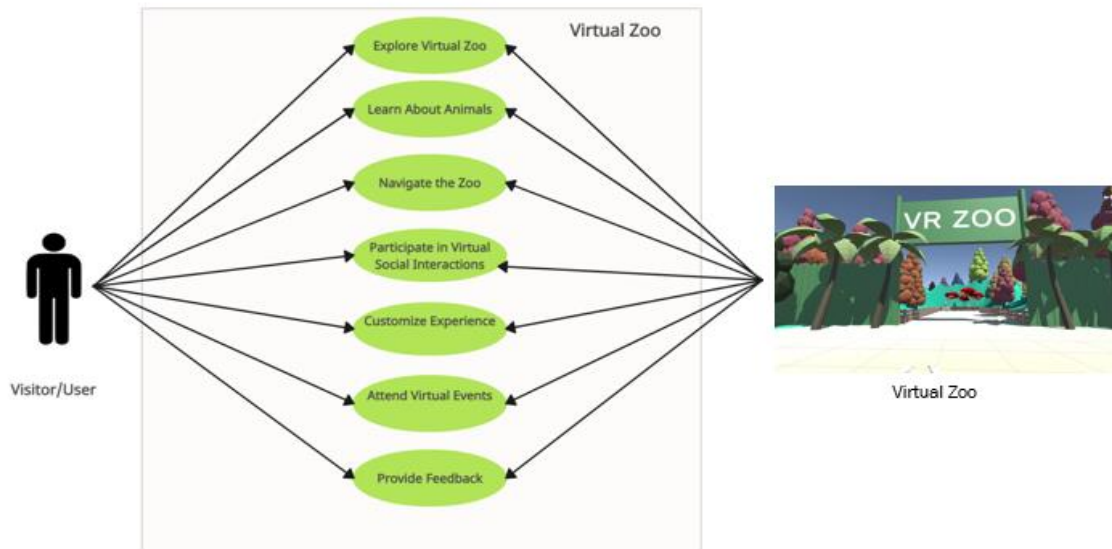 Virtual Zoo
Explore Virtual Zoo
Learn About Animals
Navigate the Zoo
Participate in Virtual
Social Interactions
Customize Experience
Attend Virtual Events
Provide Feedback
Visitor/User
VR ZOO
Virtual Zoo